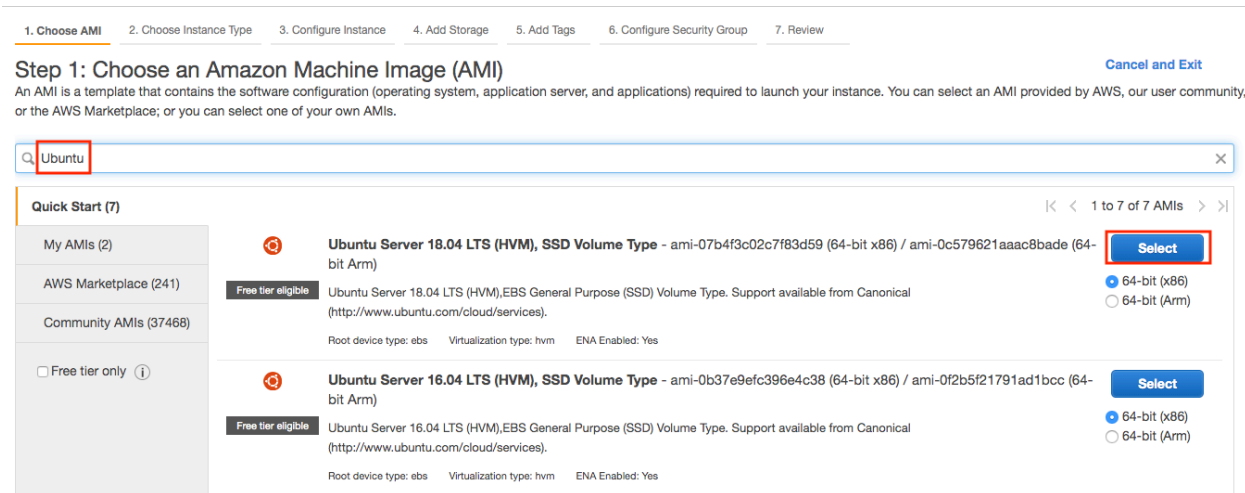 1. Choose AMI 2. Choose Instance Type 3. Configure Instance 4. Add Storage 5. Add Tags 6. Configure Security Group 7. Review
Step 1: Choose an Amazon Machine Image (AMI)
Cancel and Exit
An AMI is a template that contains the software configuration (operating system, application server, and applications) required to launch your instance. You can select an AMI provided by AWS, our user community,
or the AWS Marketplace; or you can select one of your own AMIs.
Ubuntu
Quick Start (7)
1 to 7 of 7 AMIs
My AMIs (2)
AWS Marketplace (241)
Community AMIs (37468)
Free tier only
Ubuntu Server 18.04 LTS (HVM), SSD Volume Type - ami-07b4f3c02c7f83d59 (64-bit x86) / ami-0c579621aaac8bade (64-
bit Arm)
Select
Free tier eligible
Ubuntu Server 18.04 LTS (HVM),EBS General Purpose (SSD) Volume Type. Support available from Canonical
(http://www.ubuntu.com/cloud/services).
64-bit (x86)
64-bit (Arm)
Root device type: ebs Virtualization type: hvm ENA Enabled: Yes
Ubuntu Server 16.04 LTS (HVM), SSD Volume Type - ami-0b37e9efc396e4c38 (64-bit x86) / ami-0f2b5f21791ad1bcc (64-
bit Arm)
Select
Free tier eligible
Ubuntu Server 16.04 LTS (HVM),EBS General Purpose (SSD) Volume Type. Support available from Canonical
(http://www.ubuntu.com/cloud/services).
64-bit (x86)
64-bit (Arm)
Root device type: ebs Virtualization type: hvm ENA Enabled: Yes